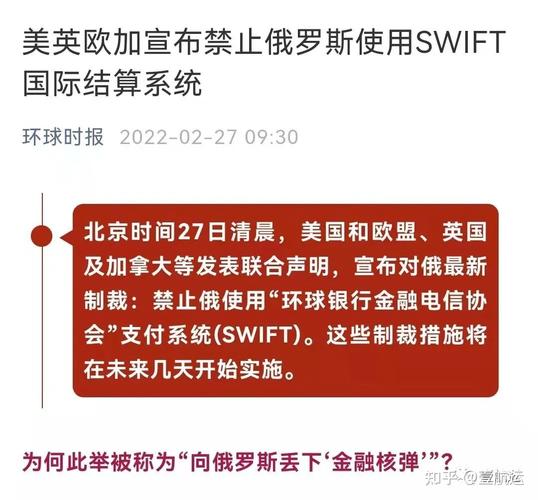 美英欧加宣布禁止俄罗斯使用SWIFT
国际结算系统
环球时报 2022-02-27 09:30
北京时间27日清晨，美国和欧盟、英国
及加拿大等发表联合声明，宣布对俄最新
制裁：禁止俄使用“环球银行金融电信协
会”支付系统(SWIFT)。这些制裁措施将
在未来几天开始实施。
为何此举被称为“向俄罗斯丢下‘金融核弹’”？
知乎 @壹航运